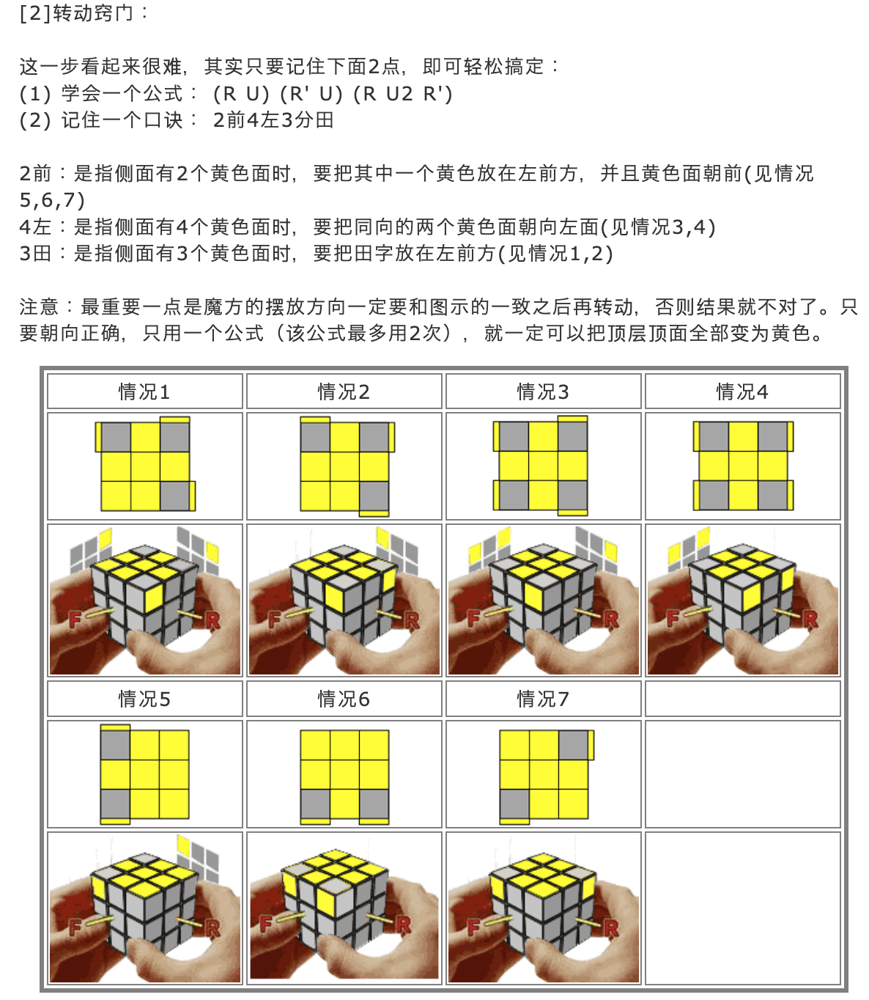 [2]转动窍门：
这一步看起来很难，其实只要记住下面2点，即可轻松搞定：
(1) 学会一个公式： (R U) (R' U) (R U2 R')
(2) 记住一个口诀： 2前4左3分田
2前：是指侧面有2个黄色面时，要把其中一个黄色放在左前方，并且黄色面朝前(见情况
5,6,7)
4左：是指侧面有4个黄色面时，要把同向的两个黄色面朝向左面(见情况3,4)
3田：是指侧面有3个黄色面时，要把田字放在左前方(见情况1,2)
注意：最重要一点是魔方的摆放方向一定要和图示的一致之后再转动，否则结果就不对了。只
要朝向正确，只用一个公式（该公式最多用2次），就一定可以把顶层顶面全部变为黄色。
情况1 情况2 情况3 情况4
F R F R F R F R
情况5 情况6 情况7
F R F R F R